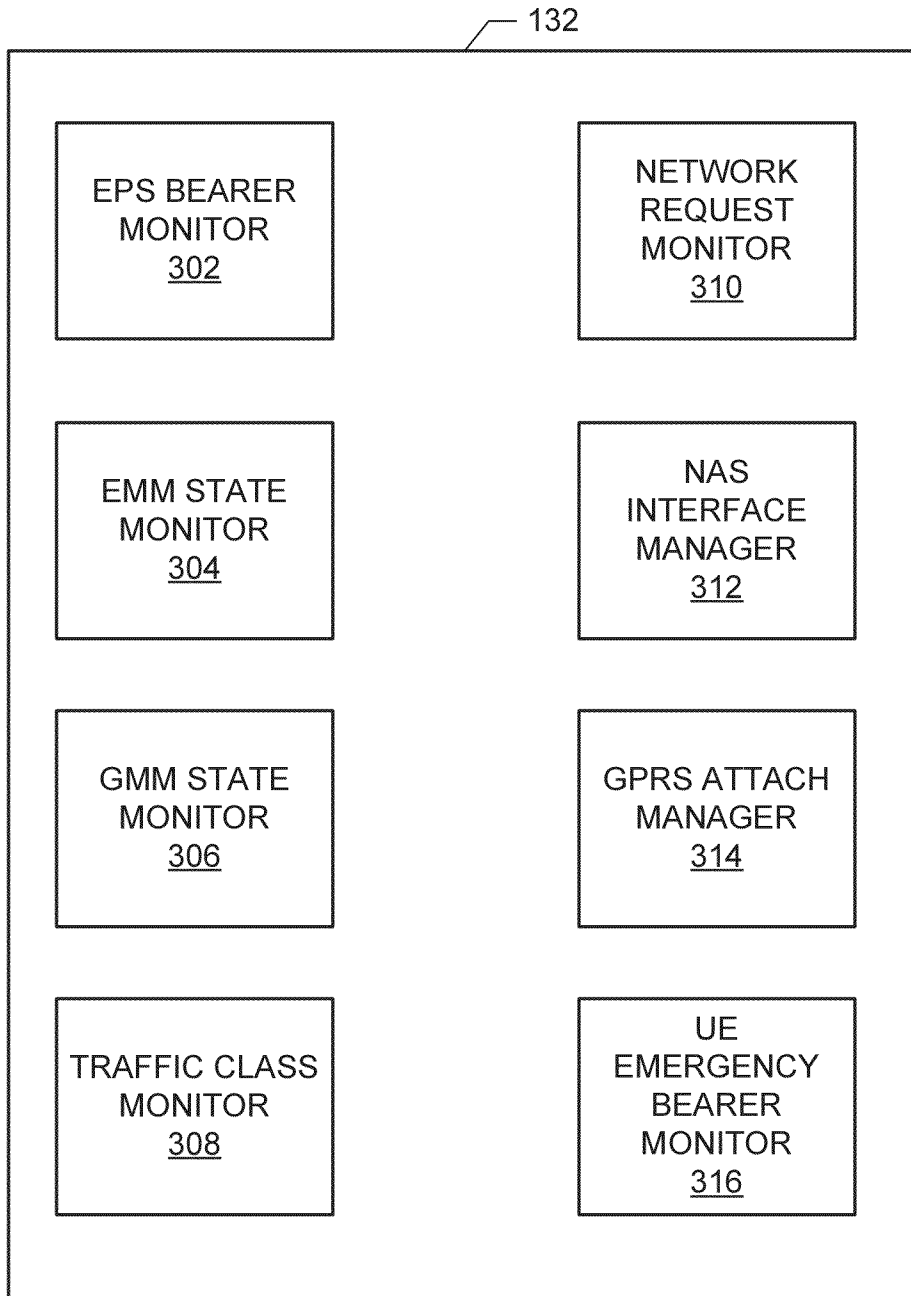 132
EPS BEARER
MONITOR
302
NETWORK
REQUEST
MONITOR
310
EMM STATE
MONITOR
304
NAS
INTERFACE
MANAGER
312
GMM STATE
MONITOR
306
GPRS ATTACH
MANAGER
314
TRAFFIC CLASS
MONITOR
308
UE
EMERGENCY
BEARER
MONITOR
316